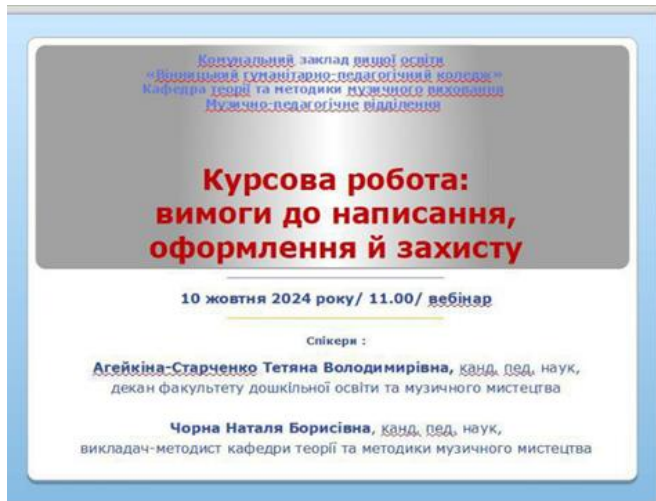 Комунальний заклад вищої освіти
«Вінницький гуманітарно-педагогічний коледж»
Кафедра теорії та методики музичного виховання
Музично-педагогічне відділення
Курсова робота:
вимоги до написання,
оформлення й захисту
10 жовтня 2024 року/ 11.00/ вебінар
Спікери :
Агейкіна-Старченко Тетяна Володимирівна, канд. пед. наук,
декан факультету дошкільної освіти та музичного мистецтва
Чорна Наталя Борисівна, канд. пед. наук,
викладач-методист кафедри теорії та методики музичного мистецтва